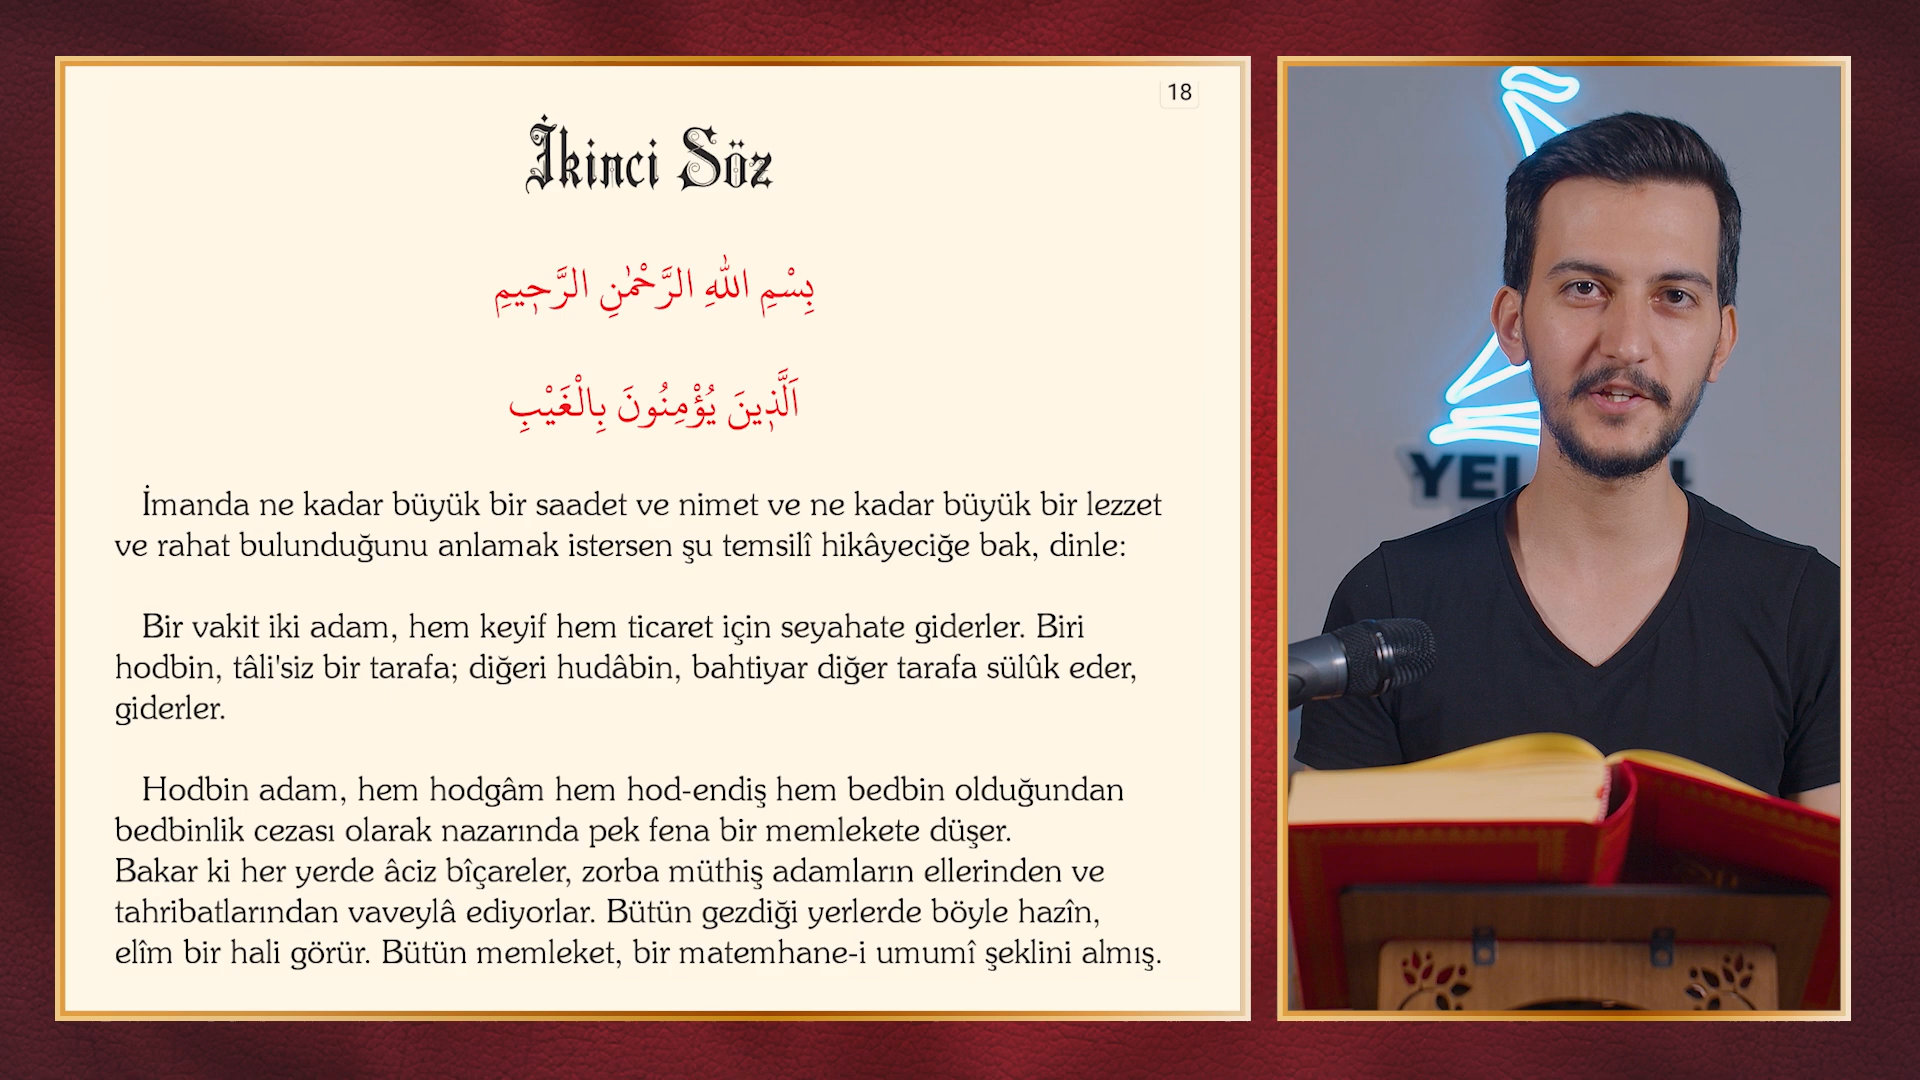 18
İkinci Söz
بِسْمِ اللّٰهِ الرَّحْمٰنِ الرَّحٖيمِ
اَلَّذٖينَ يُؤْمِنُونَ بِالْغَيْبِ
İmanda ne kadar büyük bir saadet ve nimet ve ne kadar büyük bir lezzet
ve rahat bulunduğunu anlamak istersen şu temsilî hikâyeciğe bak, dinle:
Bir vakit iki adam, hem keyif hem ticaret için seyahate giderler. Biri
hodbin, tâli'siz bir tarafa; diğeri hudâbin, bahtiyar diğer tarafa sülûk eder,
giderler.
Hodbin adam, hem hodgâm hem hod-endiş hem bedbin olduğundan
bedbinlik cezası olarak nazarında pek fena bir memlekete düşer.
Bakar ki her yerde âciz bîçareler, zorba müthiş adamların ellerinden ve
tahribatlarından vaveylâ ediyorlar. Bütün gezdiği yerlerde böyle hazîn,
elîm bir hali görür. Bütün memleket, bir matemhane-i umumî şeklini almış.